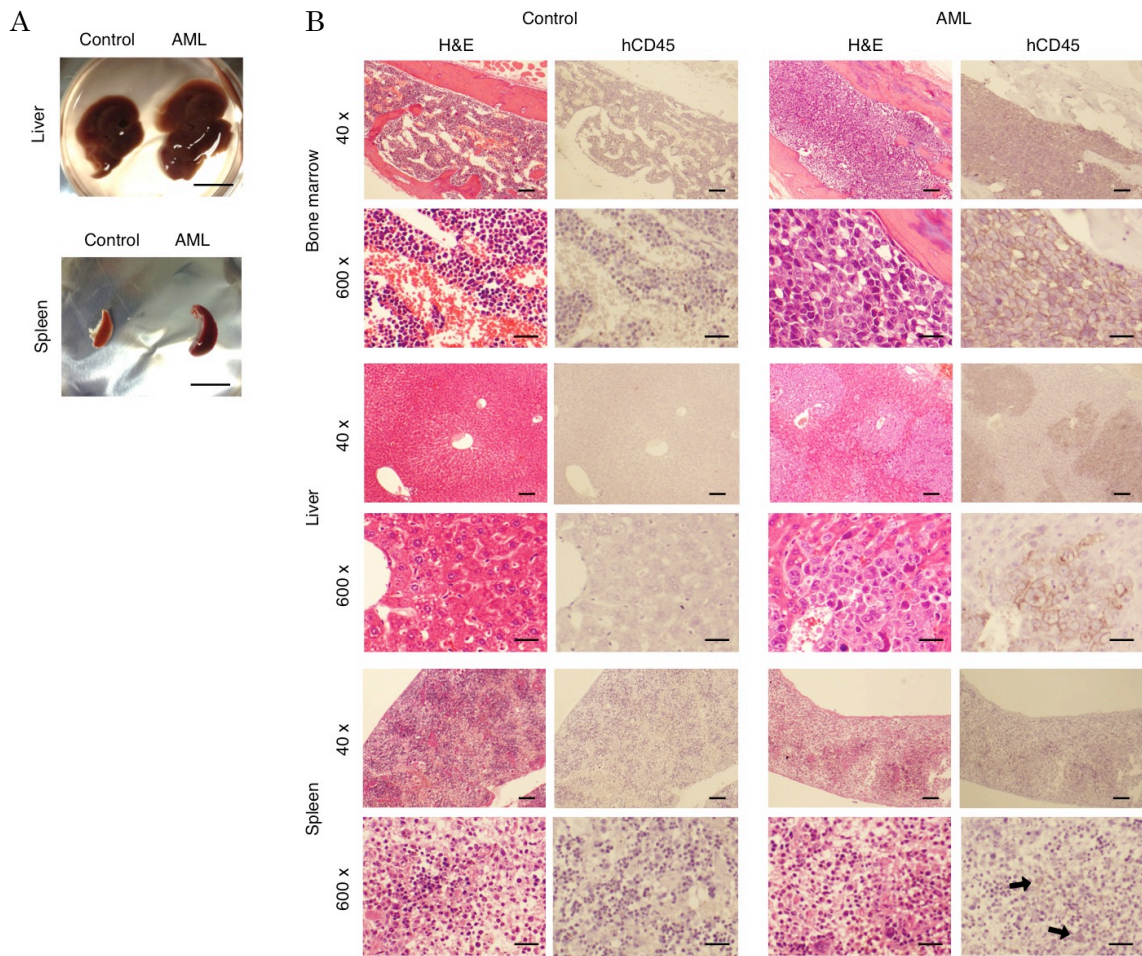 A
Control AML
Liver
Control AML
Spleen
B
Control AML
H&E hCD45 H&E hCD45
Bone marrow
40 x
600 x
Liver
40 x
600 x
Spleen
40 x
600 x